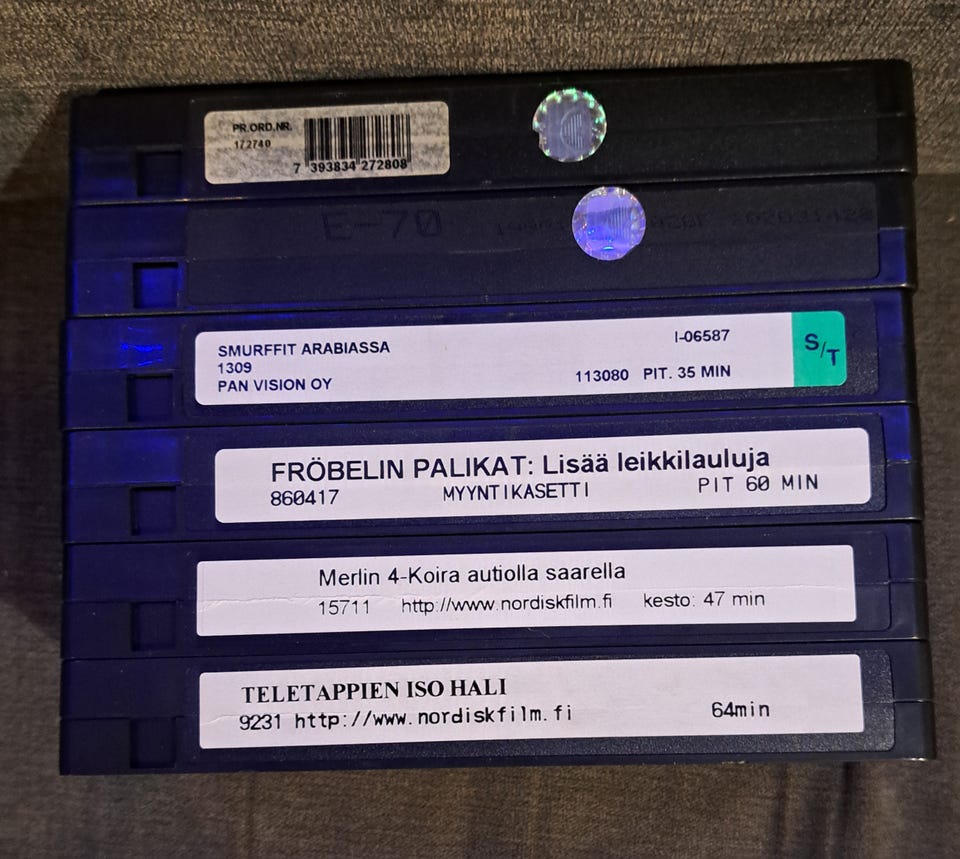 PR.ORD.NR.
172740
7 393834 272808
E-70
SMURFFIT ARABIASSA
I-06587
1309
PAN VISION OY
113080 PIT. 35 MIN
S/T
FRÖBELIN PALIKAT: Lisää leikkilauluja
860417 MYYNTIKASETTI PIT 60 MIN
Merlin 4-Koira autiolla saarella
15711 http://www.nordiskfilm.fi kesto: 47 min
TELETAPPIEN ISO HALI
9231 http://www.nordiskfilm.fi 64min